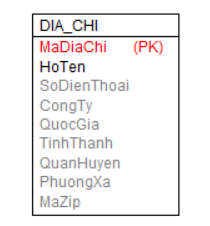 DIA_CHI
MaDiaChi (PK)
HoTen
SoDienThoai
CongTy
QuocGia
TinhThanh
QuanHuyen
PhuongXa
MaZip